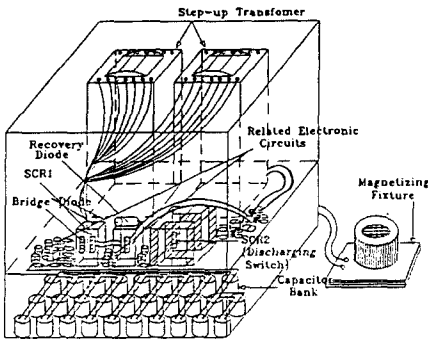 Step-up Transfomer
Related Electronic
Circuits
Recovery
Diode
SCR1
Bridge Diode
Magnetizing
Fixture
SCR2
(Discharging
Switch)
Capacitor
Bank